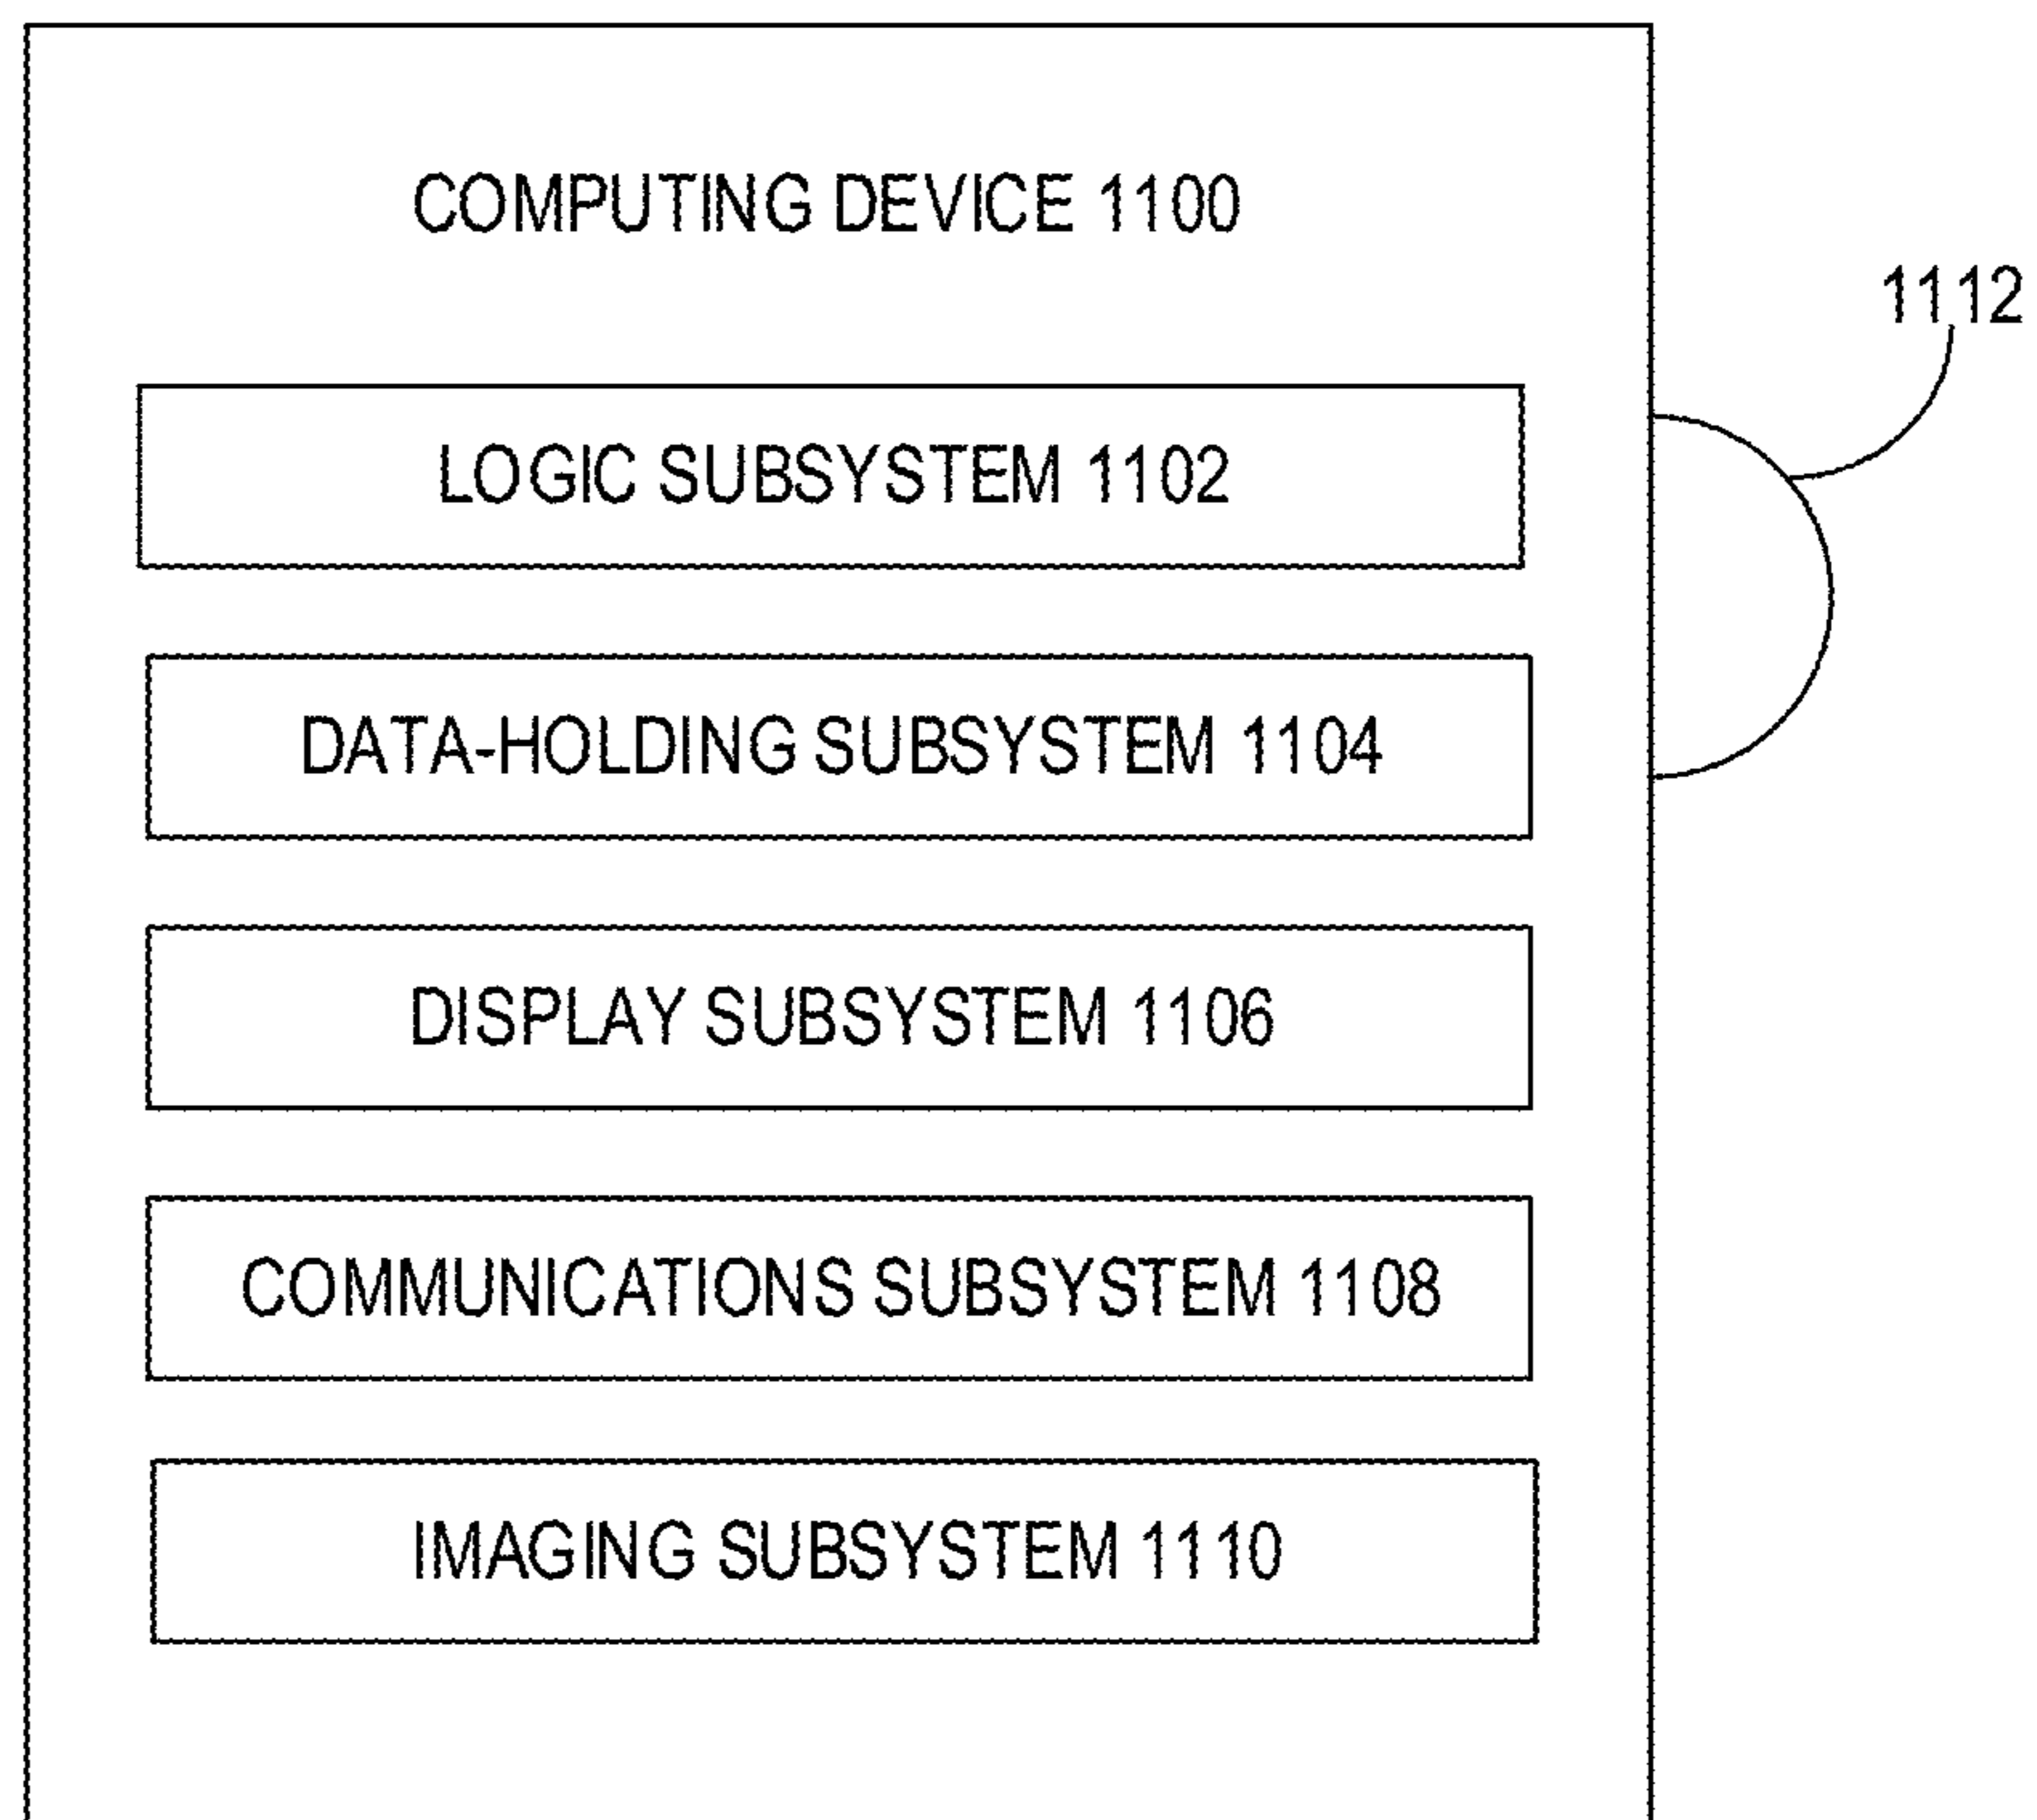 COMPUTING DEVICE 1100
1112
LOGIC SUBSYSTEM 1102
DATA-HOLDING SUBSYSTEM 1104
DISPLAY SUBSYSTEM 1106
COMMUNICATIONS SUBSYSTEM 1108
IMAGING SUBSYSTEM 1110